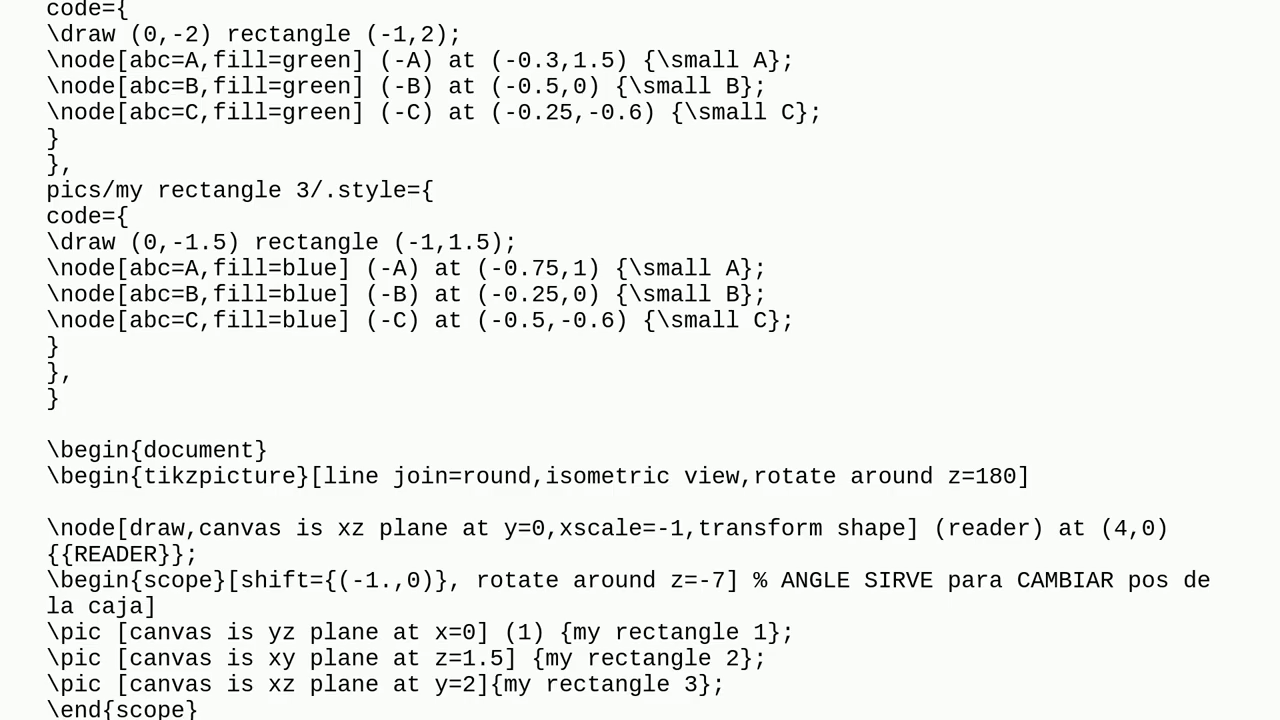 code={
\draw (0,-2) rectangle (-1,2);
\node[abc=A,fill=green] (-A) at (-0.3,1.5) {\small A};
\node[abc=B,fill=green] (-B) at (-0.5,0) {\small B};
\node[abc=C,fill=green] (-C) at (-0.25,-0.6) {\small C};
}
},
pics/my rectangle 3/.style={
code={
\draw (0,-1.5) rectangle (-1,1.5);
\node[abc=A,fill=blue] (-A) at (-0.75,1) {\small A};
\node[abc=B,fill=blue] (-B) at (-0.25,0) {\small B};
\node[abc=C,fill=blue] (-C) at (-0.5,-0.6) {\small C};
}
},
}
\begin{document}
\begin{tikzpicture}[line join=round,isometric view,rotate around z=180]
\node[draw,canvas is xz plane at y=0,xscale=-1,transform shape] (reader) at (4,0)
{{READER}};
\begin{scope}[shift={(-1.,0)}, rotate around z=-7] % ANGLE SIRVE para CAMBIAR pos de
la caja]
\pic [canvas is yz plane at x=0] (1) {my rectangle 1};
\pic [canvas is xy plane at z=1.5] {my rectangle 2};
\pic [canvas is xz plane at y=2]{my rectangle 3};
\end{scope}